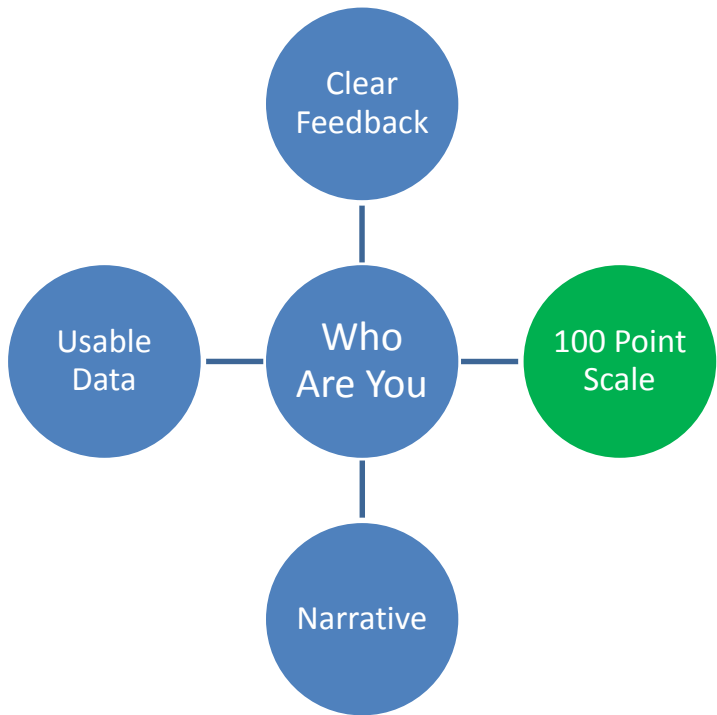 Clear
Feedback
Usable
Data
Who
Are You
100 Point
Scale
Narrative